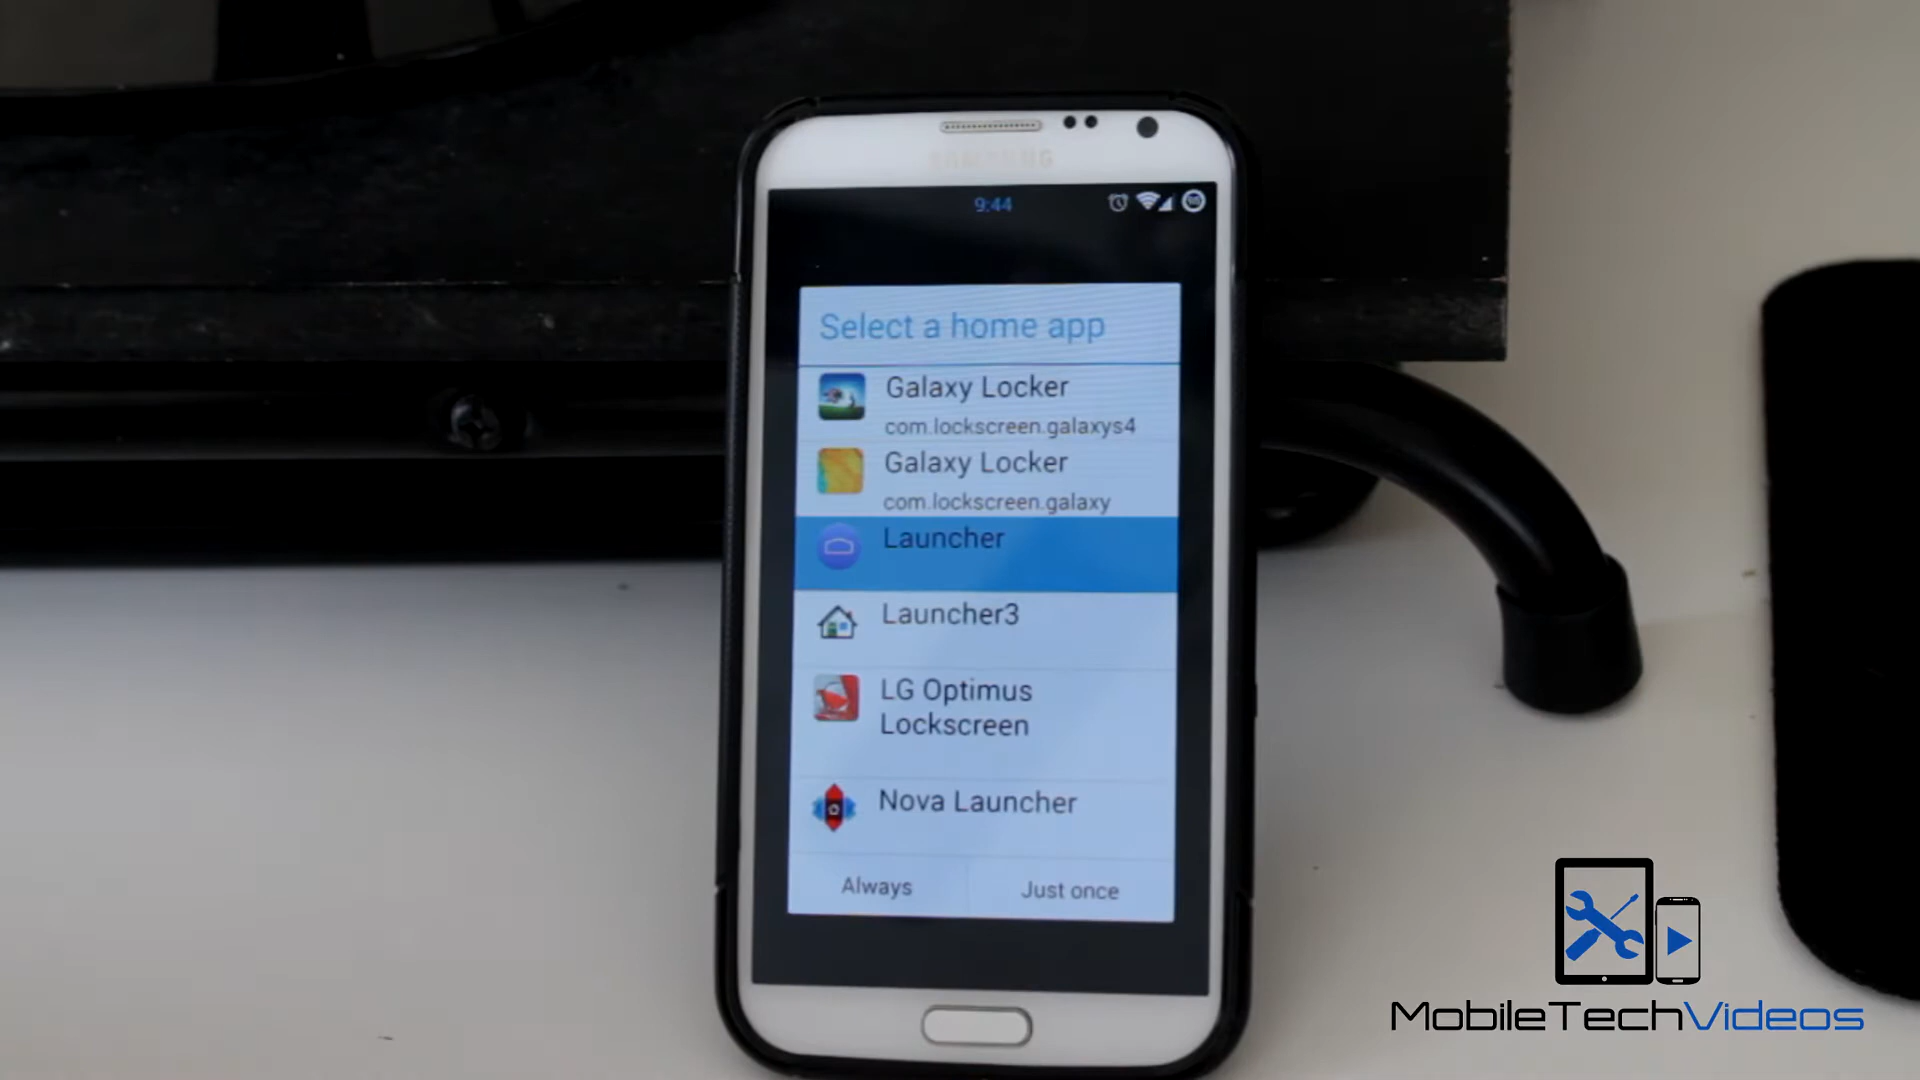 SAMSUNG
9:44
Select a home app
Galaxy Locker
com.lockscreen.galaxys4
Galaxy Locker
com.lockscreen.galaxy
Launcher
Launcher3
LG Optimus
Lockscreen
Nova Launcher
Always
Just once
MobileTechVideos